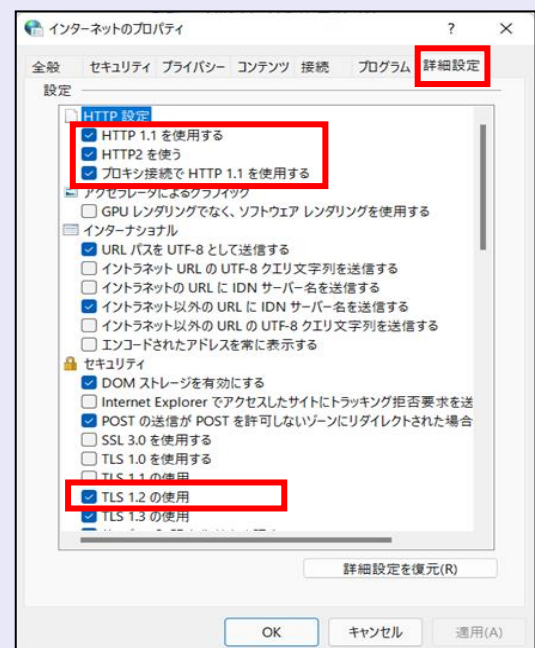 インターネットのプロパティ ? ×
全般 セキュリティ プライバシー コンテンツ 接続 プログラム 詳細設定
設定
HTTP 設定
HTTP 1.1 を使用する
HTTP2 を使う
プロキシ接続で HTTP 1.1 を使用する
アクセラレータによるグラフィック
GPU レンダリングでなく、ソフトウェア レンダリングを使用する
インターナショナル
URL パスを UTF-8 として送信する
イントラネット URL の UTF-8 クエリ文字列を送信する
イントラネットの URL に IDN サーバー名を送信する
イントラネット以外の URL に IDN サーバー名を送信する
イントラネット以外の URL の UTF-8 クエリ文字列を送信する
エンコードされたアドレスを常に表示する
セキュリティ
DOM ストレージを有効にする
Internet Explorer でアクセスしたサイトにトラッキング拒否要求を送
POST の送信が POST を許可しないゾーンにリダイレクトされた場合
SSL 3.0 を使用する
TLS 1.0 を使用する
TLS 1.1 の使用
TLS 1.2 の使用
TLS 1.3 の使用
詳細設定を復元(R)
OK キャンセル 適用(A)